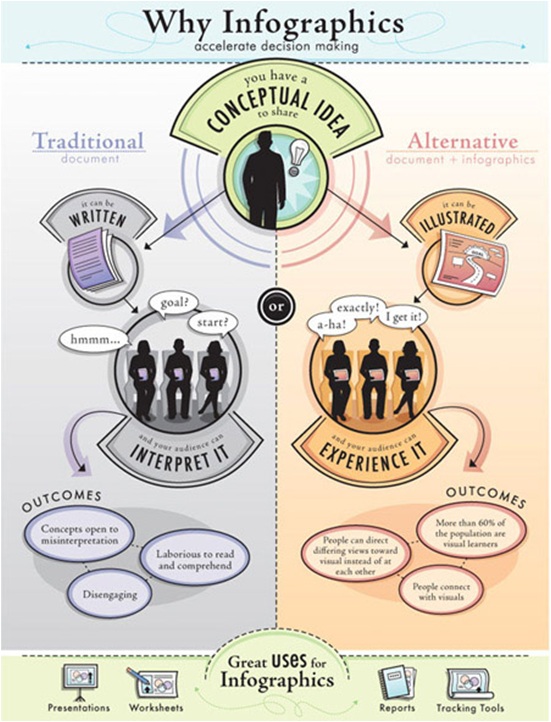 Why Infographics
accelerate decision making
you have a
CONCEPTUAL IDEA
to share
Traditional
document
Alternative
document + infographics
it can be
WRITTEN
it can be
ILLUSTRATED
hmmm...
goal?
start?
or
a-ha!
exactly!
I get it!
and your audience can
INTERPRET IT
and your audience can
EXPERIENCE IT
OUTCOMES
Concepts open to
misinterpretation
Laborious to read
and comprehend
Disengaging
OUTCOMES
More than 60% of
the population are
visual learners
People can direct
differing views toward
visual instead of at
each other
People connect
with visuals
Great USES for
Infographics
Presentations
Worksheets
Reports
Tracking Tools